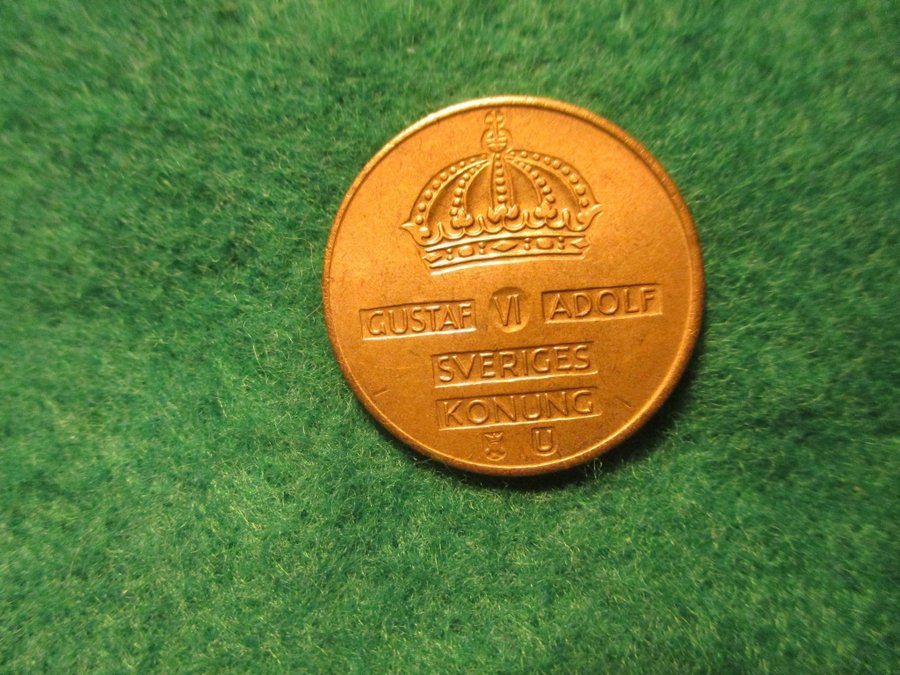 GUSTAF VI ADOLF
SVERIGES
KONUNG
U